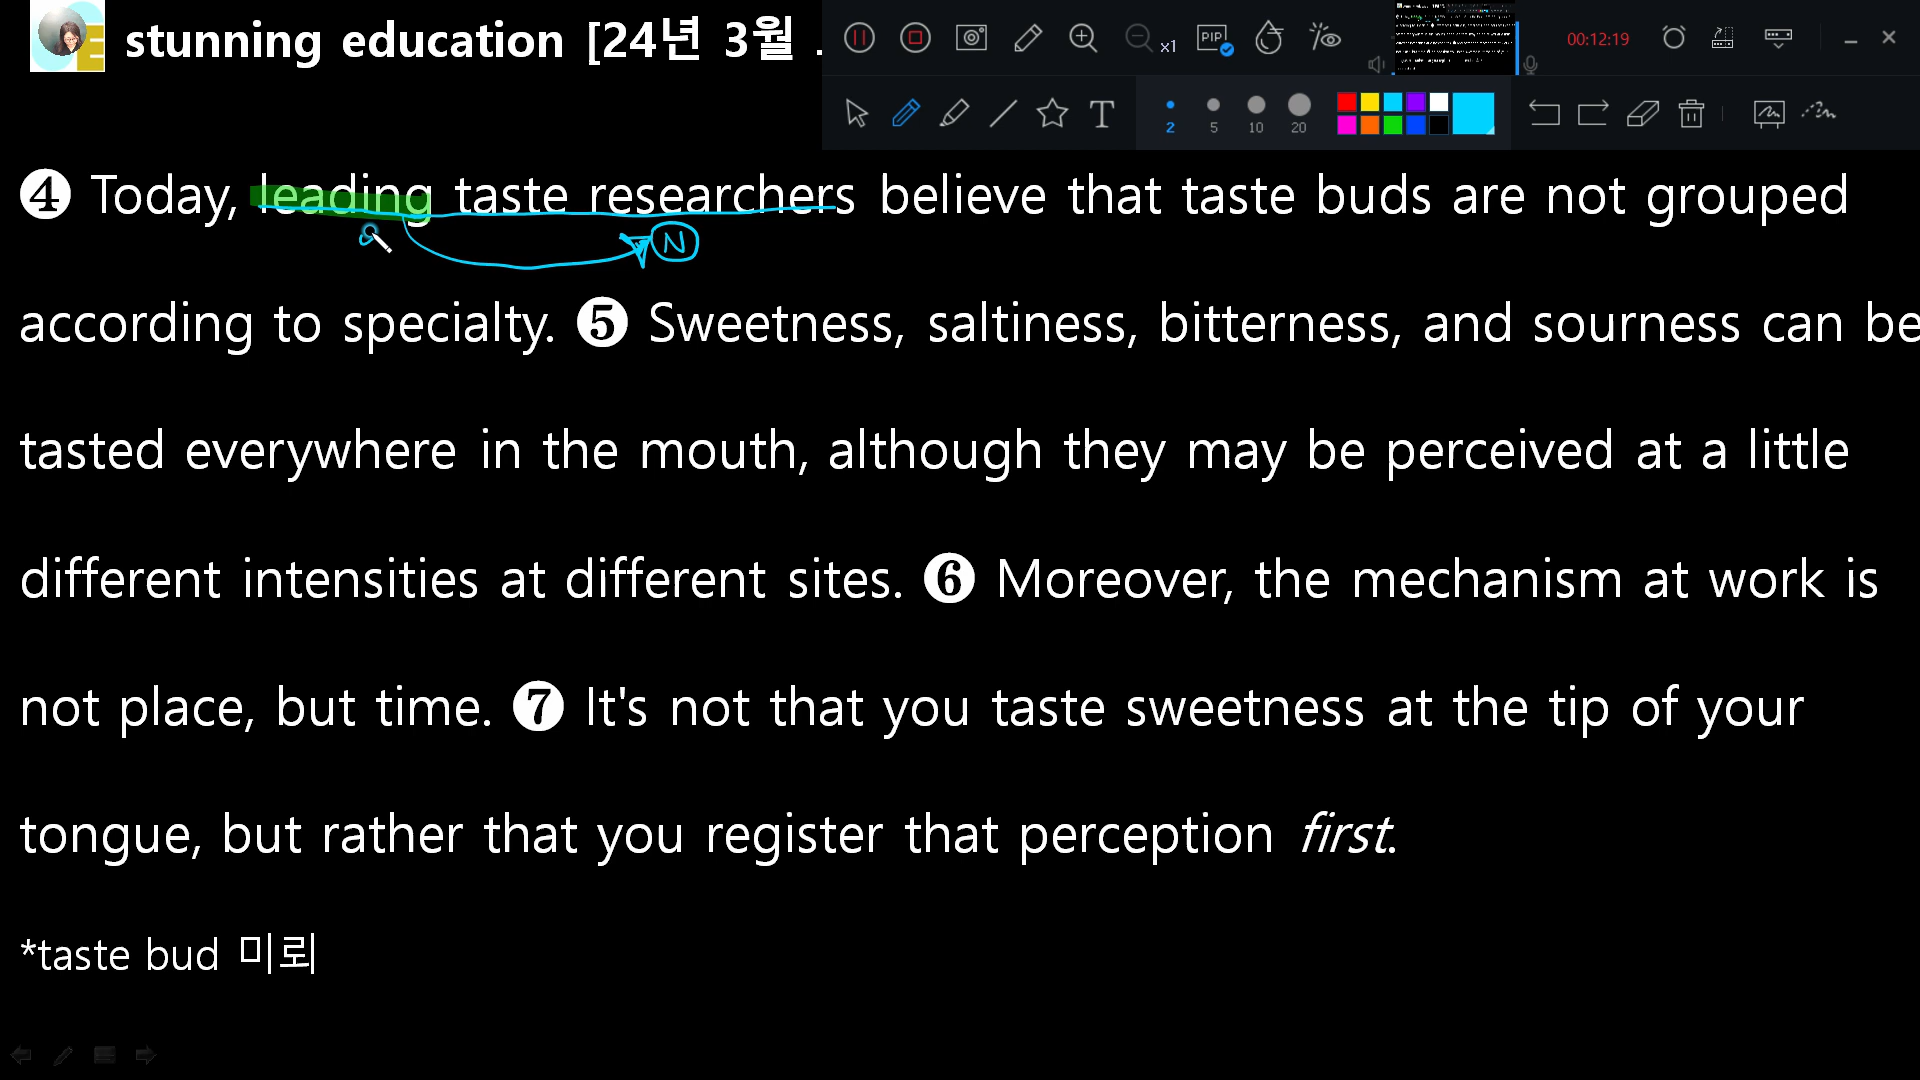 stunning education [24년 3월
PIP
x1
00:12:19
T
2
5
10
20
❹ Today, leading taste researchers believe that taste buds are not grouped
N
according to specialty. ❺ Sweetness, saltiness, bitterness, and sourness can be
tasted everywhere in the mouth, although they may be perceived at a little
different intensities at different sites. ❻ Moreover, the mechanism at work is
not place, but time. ❼ It's not that you taste sweetness at the tip of your
tongue, but rather that you register that perception first.
*taste bud 미뢰